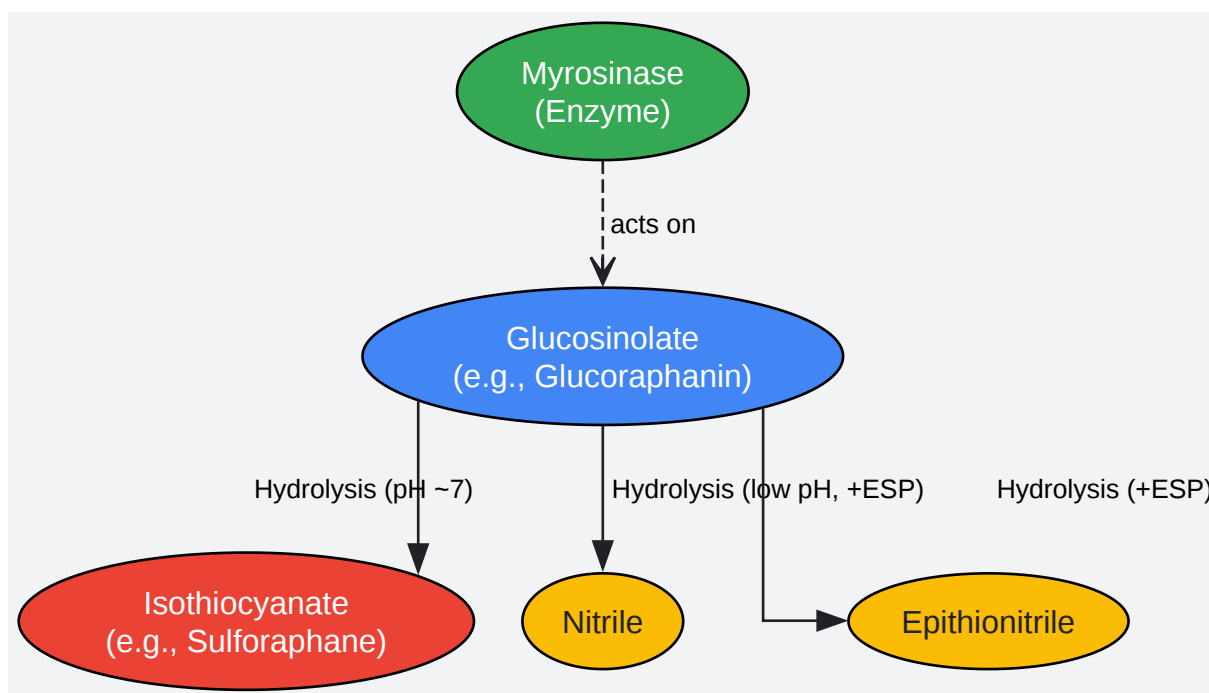 Myrosinase
(Enzyme)
acts on
Glucosinolate
(e.g., Glucoraphanin)
Hydrolysis (pH ~7)
Hydrolysis (low pH, +ESP)
Hydrolysis (+ESP)
Isothiocyanate
(e.g., Sulforaphane)
Nitrile
Epithionitrile